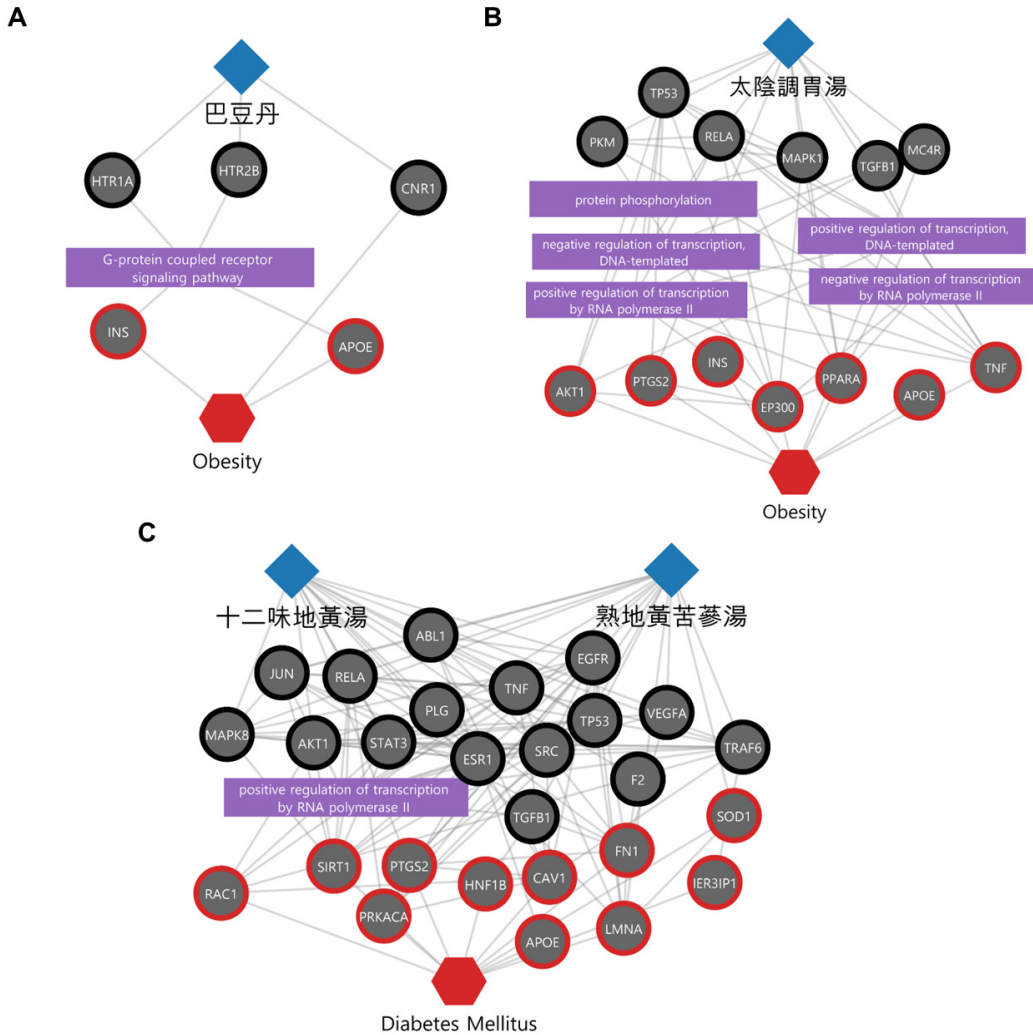 A
巴豆丹
HTR1A
HTR2B
CNR1
G-protein coupled receptor
signaling pathway
INS
APOE
Obesity
B
太陰調胃湯
TP53
PKM
RELA
MAPK1
TGFB1
MC4R
protein phosphorylation
negative regulation of transcription,
DNA-templated
positive regulation of transcription,
DNA-templated
positive regulation of transcription
by RNA polymerase II
negative regulation of transcription
by RNA polymerase II
AKT1
PTGS2
INS
EP300
PPARA
APOE
TNF
Obesity
C
十二味地黃湯
熟地黃苦蔘湯
ABL1
JUN
RELA
EGFR
TNF
PLG
MAPK8
AKT1
STAT3
ESR1
SRC
TP53
VEGFA
TRAF6
F2
positive regulation of transcription
by RNA polymerase II
TGFB1
SOD1
SIRT1
PTGS2
HNF1B
CAV1
FN1
IER3IP1
RAC1
PRKACA
APOE
LMNA
Diabetes Mellitus